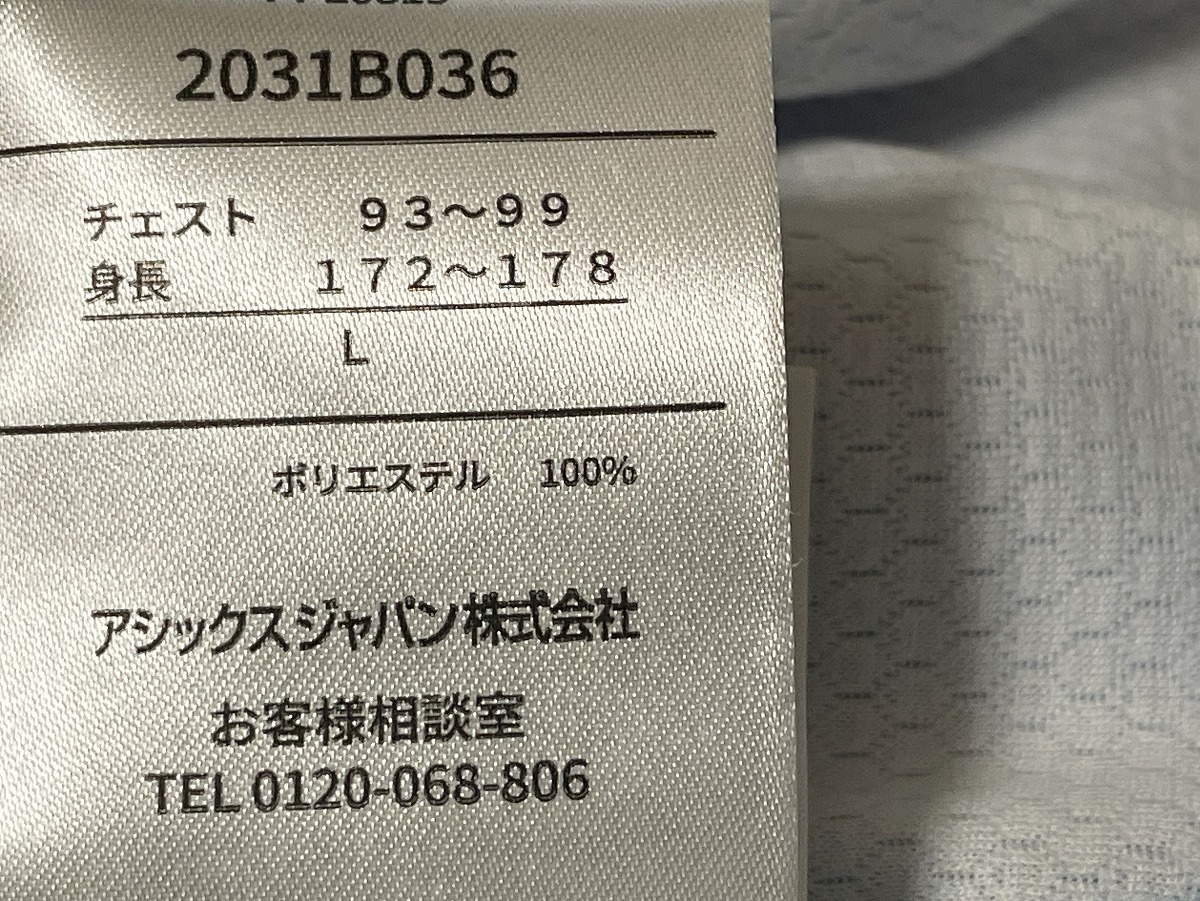 2031B036
チェスト 93～99
身長 172～178
L
ポリエステル 100%
アシックスジャパン株式会社
お客様相談室
TEL 0120-068-806